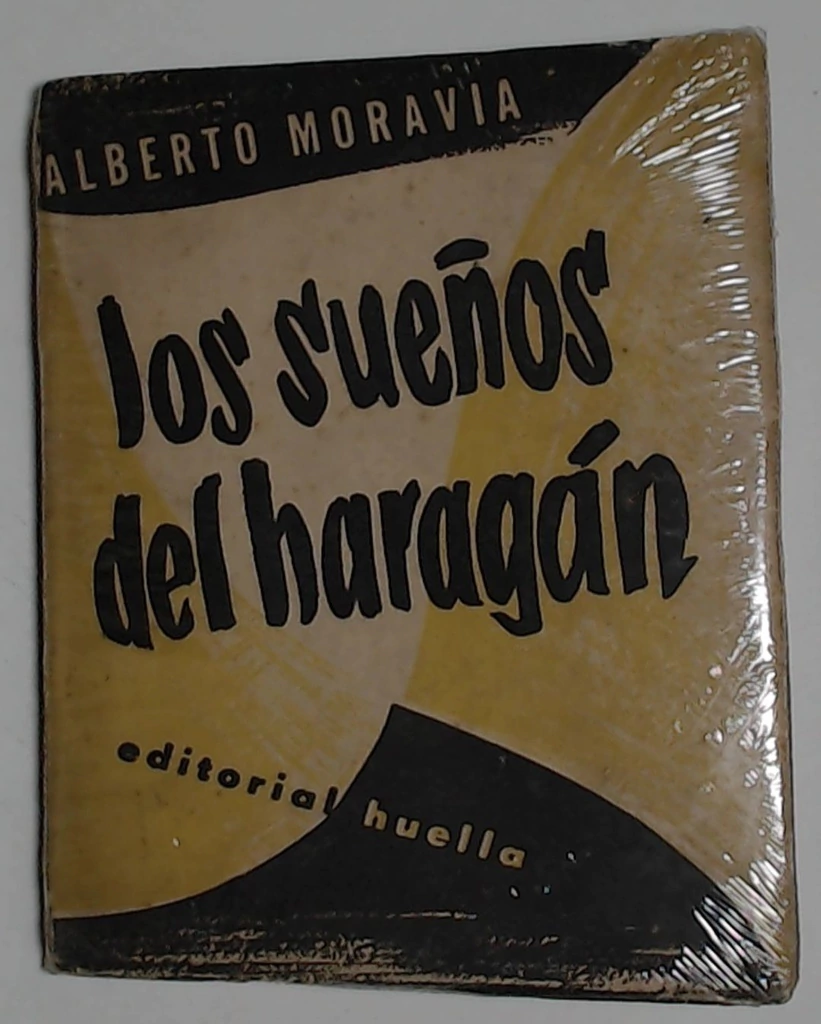 ALBERTO MORAVIA
los sueños
del haragán
editorial huella